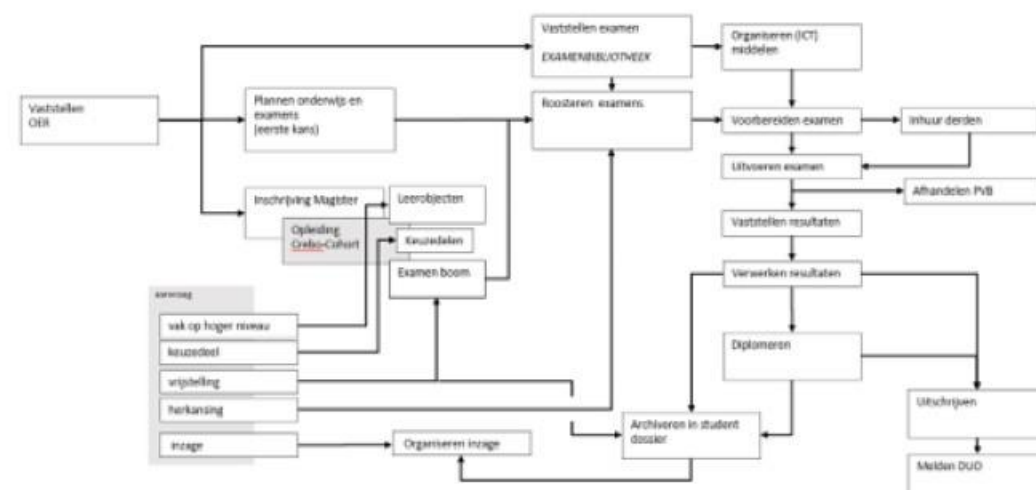 Vaststellen examen
EXAMENBIBLIOTHEEK
Organiseren (ICT)
middelen
Vaststellen
OER
Plannen onderwijs en
examens
(eerste kans)
Roosteren examens
Voorbereiden examen
Inhuur derden
Uitvoeren examen
Afhandelen PVB
Inschrijving Magister
Leerobjecten
Opleiding
Crebo-Cohort
Keuzedelen
Vaststellen resultaten
Examen boom
Verwerken resultaten
aanvraag
vak op hoger niveau
keuzedeel
vrijstelling
herkansing
inzage
Diplomeren
Organiseren inzage
Archiveren in student
dossier
Uitschrijven
Melden DUO